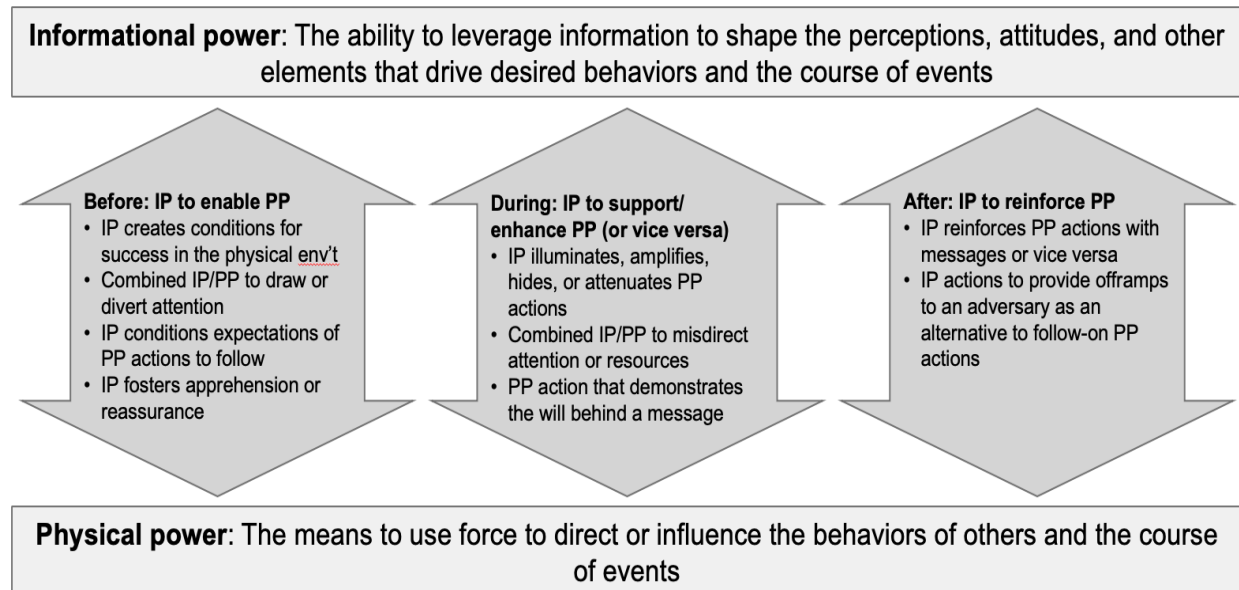 Informational power: The ability to leverage information to shape the perceptions, attitudes, and other
elements that drive desired behaviors and the course of events
Before: IP to enable PP
• IP creates conditions for
success in the physical env't
• Combined IP/PP to draw or
divert attention
• IP conditions expectations of
PP actions to follow
• IP fosters apprehension or
reassurance
During: IP to support/
enhance PP (or vice versa)
• IP illuminates, amplifies,
hides, or attenuates PP
actions
• Combined IP/PP to misdirect
attention or resources
• PP action that demonstrates
the will behind a message
After: IP to reinforce PP
• IP reinforces PP actions with
messages or vice versa
• IP actions to provide offramps
to an adversary as an
alternative to follow-on PP
actions
Physical power: The means to use force to direct or influence the behaviors of others and the course
of events